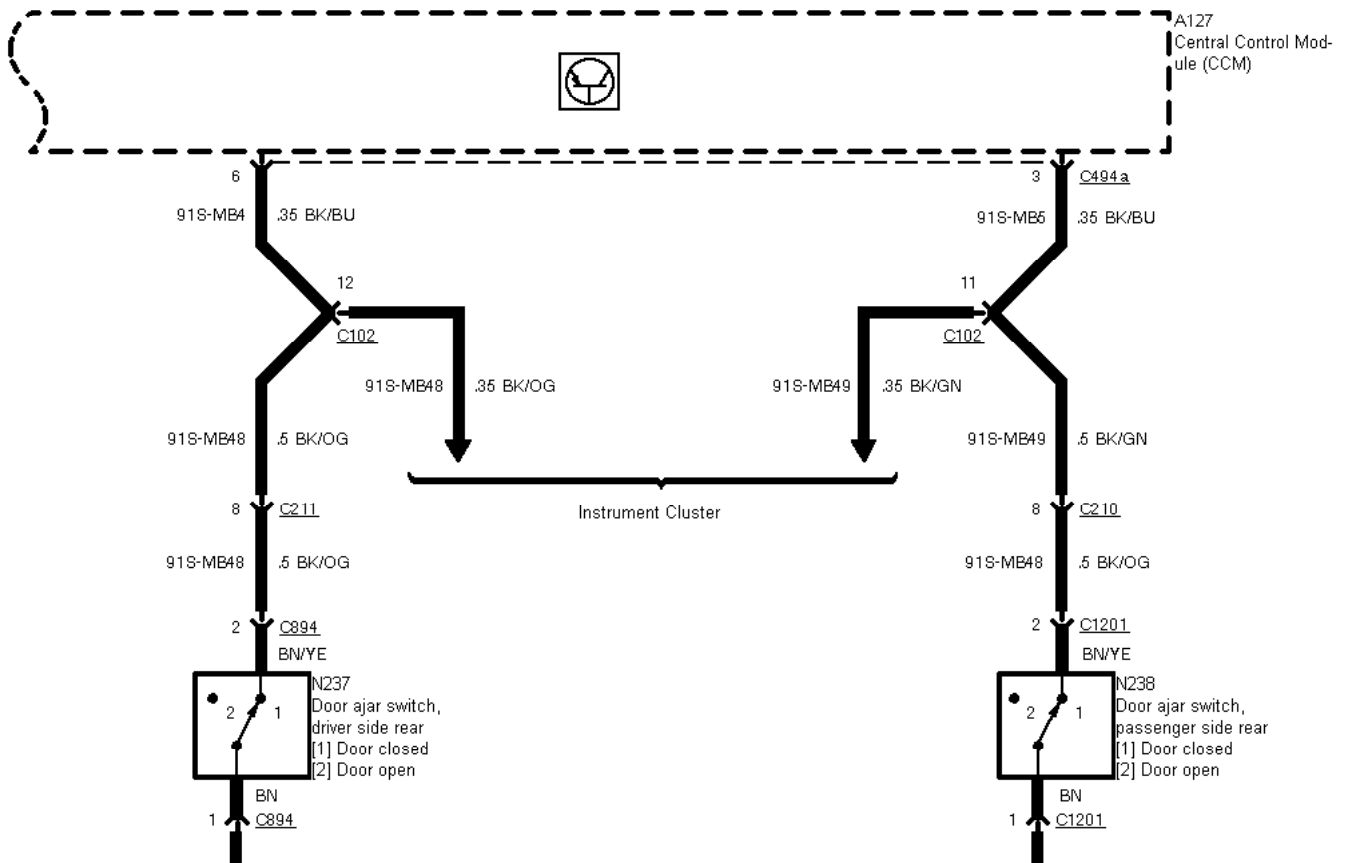 A127
Central Control Mod-
ule (CCM)
6
3
C494a
91S-MB4
.35 BK/BU
91S-MB5
.35 BK/BU
12
11
C102
C102
91S-MB48
.35 BK/OG
91S-MB49
.35 BK/GN
91S-MB48
.5 BK/OG
91S-MB49
.5 BK/GN
8
C211
Instrument Cluster
8
C210
91S-MB48
.5 BK/OG
91S-MB48
.5 BK/OG
2
C894
2
C1201
BN/YE
BN/YE
2
1
N237
Door ajar switch,
driver side rear
[1] Door closed
[2] Door open
2
1
N238
Door ajar switch,
passenger side rear
[1] Door closed
[2] Door open
BN
BN
1
C894
1
C1201